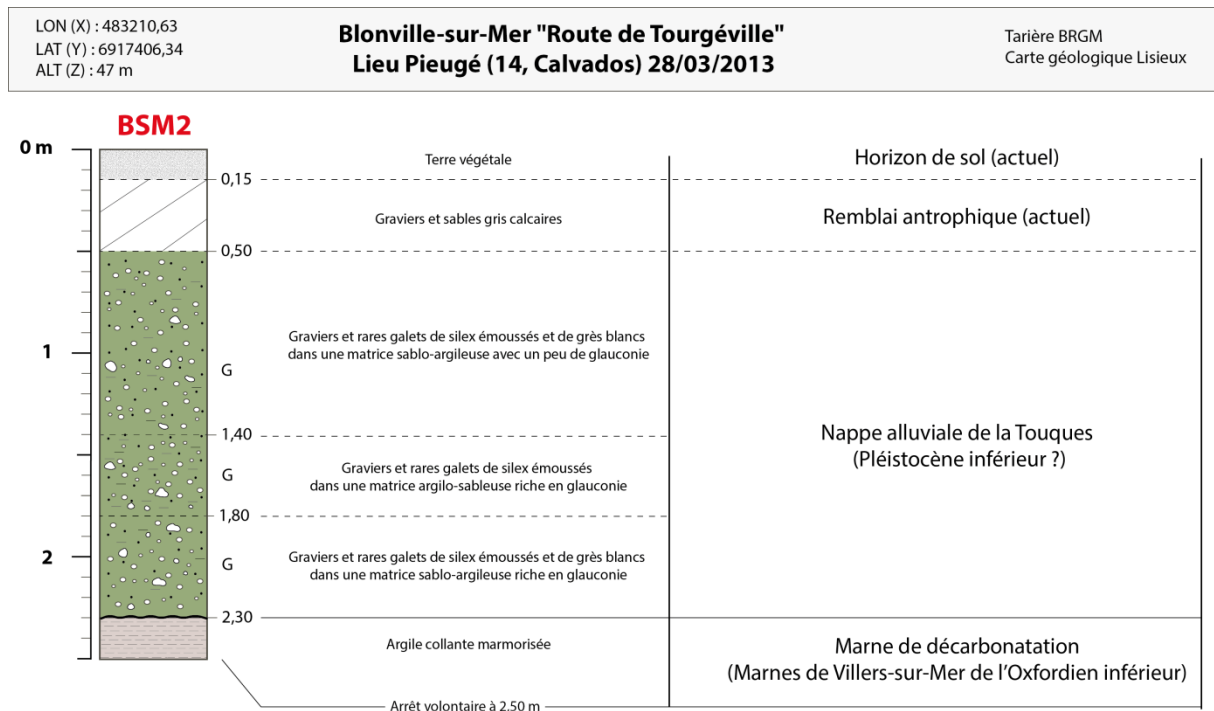 LON (X) : 483210,63
LAT (Y) : 6917406,34
ALT (Z) : 47 m
Blonville-sur-Mer "Route de Tourgéville"
Lieu Pieugé (14, Calvados) 28/03/2013
Tarière BRGM
Carte géologique Lisieux
BSM2
0 m
Terre végétale
Horizon de sol (actuel)
0,15
Graviers et sables gris calcaires
Remblai antrophique (actuel)
0,50
Graviers et rares galets de silex émoussés et de grès blancs
dans une matrice sablo-argileuse avec un peu de glauconie
1
G
1,40
Nappe alluviale de la Touques
(Pléistocène inférieur ?)
Graviers et rares galets de silex émoussés
dans une matrice argilo-sableuse riche en glauconie
G
1,80
Graviers et rares galets de silex émoussés et de grès blancs
dans une matrice sablo-argileuse riche en glauconie
2
G
2,30
Argile collante marmorisée
Marne de décarbonatation
(Marnes de Villers-sur-Mer de l'Oxfordien inférieur)
Arrêt volontaire à 2,50 m